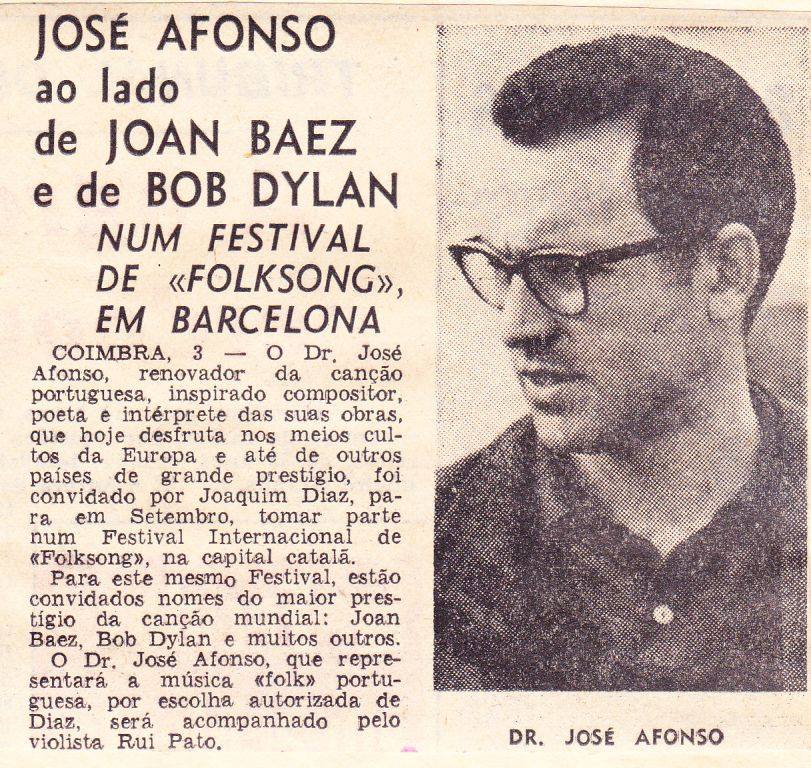 JOSÉ AFONSO
ao lado
de JOAN BAEZ
e de BOB DYLAN
NUM FESTIVAL
DE «FOLKSONG»,
EM BARCELONA
COIMBRA, 3 — O Dr. José
Afonso, renovador da canção
portuguesa, inspirado compositor,
poeta e intérprete das suas obras,
que hoje desfruta nos meios cul-
tos da Europa e até de outros
países de grande prestígio, foi
convidado por Joaquim Diaz, pa-
ra em Setembro, tomar parte
num Festival Internacional de
«Folksong», na capital catalã.
Para este mesmo Festival, estão
convidados nomes do maior pres-
tígio da canção mundial: Joan
Baez, Bob Dylan e muitos outros.
O Dr. José Afonso, que repre-
sentará a música «folk» portu-
guesa, por escolha autorizada de
Diaz, será acompanhado pelo
violista Rui Pato.
DR. JOSÉ AFONSO